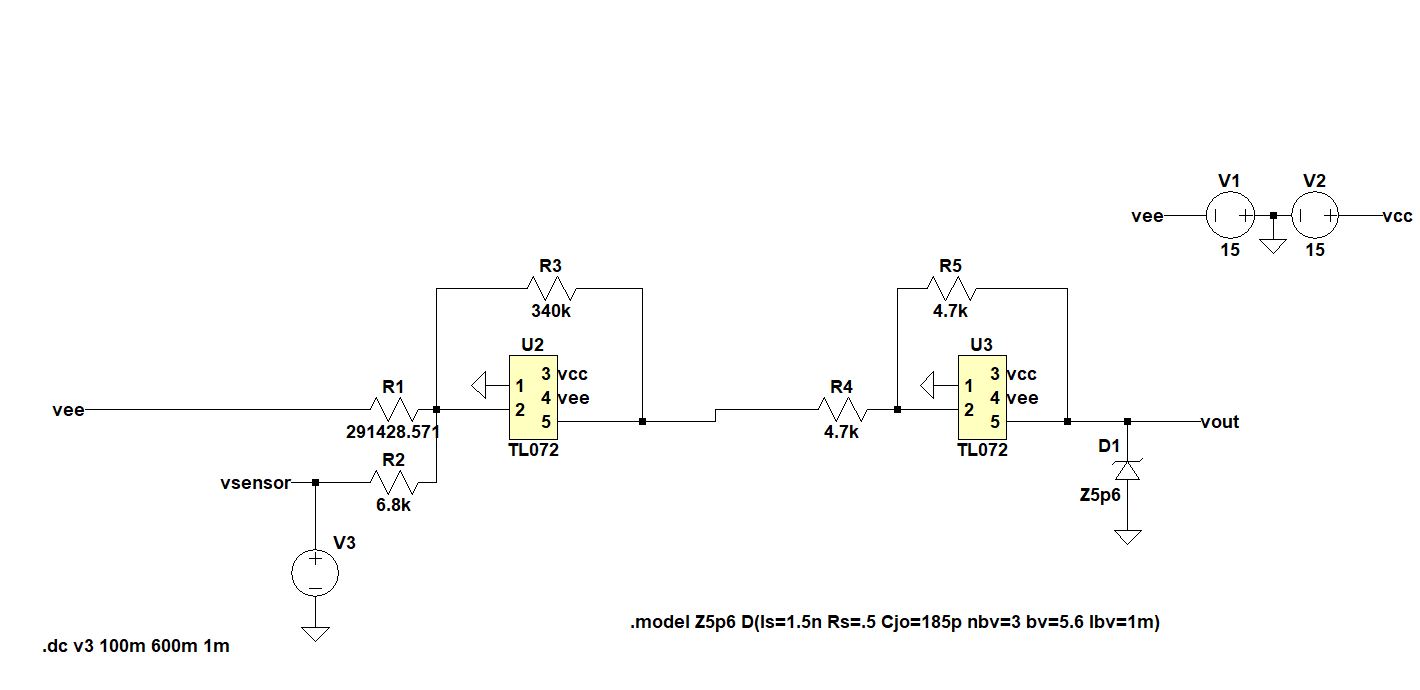 V1
V2
vee
vcc
15
15
R3
340k
R5
4.7k
U2
3 vcc
1
4 vee
2
5
TL072
U3
3 vcc
1
4 vee
2
5
TL072
vee
R1
291428.571
R4
4.7k
vout
D1
Z5p6
vsensor
R2
6.8k
V3
.model Z5p6 D(Is=1.5n Rs=.5 Cjo=185p nbv=3 bv=5.6 Ibv=1m)
.dc v3 100m 600m 1m